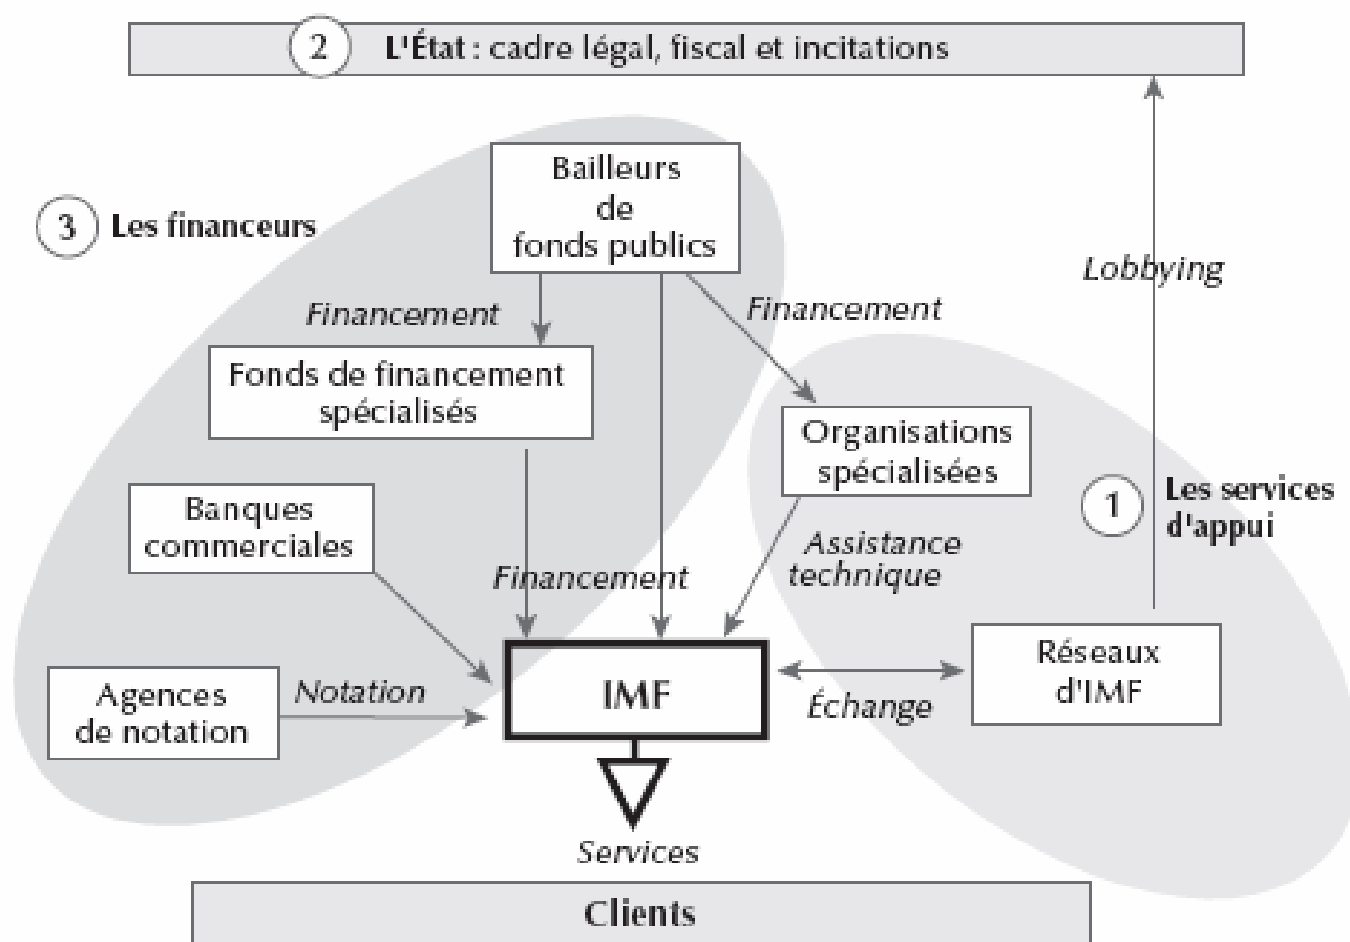 2 L'État : cadre légal, fiscal et incitations
Bailleurs
de
fonds publics
3 Les financeurs
Lobbying
Financement
Financement
Fonds de financement
spécialisés
Organisations
spécialisées
1 Les services
d'appui
Banques
commerciales
Assistance
technique
Financement
Réseaux
d'IMF
Agences
de notation
Notation
IMF
Échange
Services
Clients